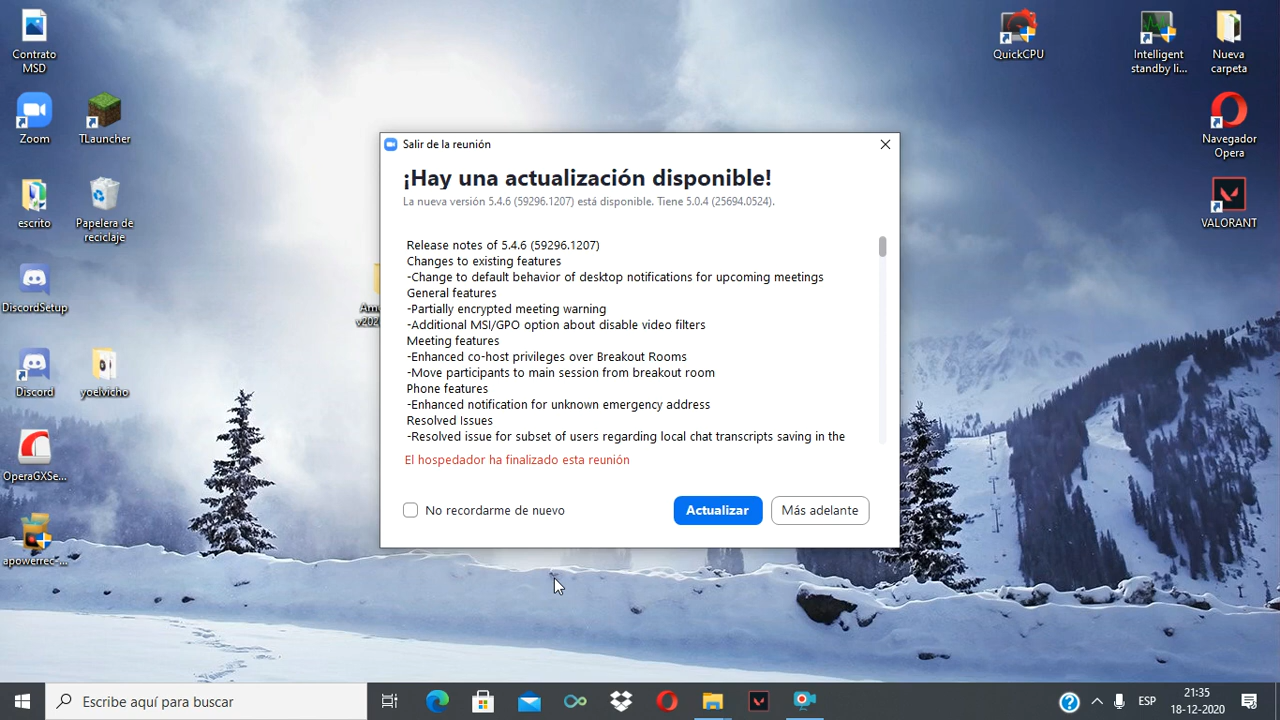 Contrato
MSD
Zoom
TLauncher
escrito
Papelera de
reciclaje
DiscordSetup
Discord
yoelvicho
OperaGXSe...
apowerrec-...
QuickCPU
Intelligent
standby li...
Nueva
carpeta
Navegador
Opera
VALORANT
Salir de la reunión
¡Hay una actualización disponible!
La nueva versión 5.4.6 (59296.1207) está disponible. Tiene 5.0.4 (25694.0524).
Release notes of 5.4.6 (59296.1207)
Changes to existing features
-Change to default behavior of desktop notifications for upcoming meetings
General features
-Partially encrypted meeting warning
-Additional MSI/GPO option about disable video filters
Meeting features
-Enhanced co-host privileges over Breakout Rooms
-Move participants to main session from breakout room
Phone features
-Enhanced notification for unknown emergency address
Resolved Issues
-Resolved issue for subset of users regarding local chat transcripts saving in the
El hospedador ha finalizado esta reunión
No recordarme de nuevo
Actualizar
Más adelante
Escribe aquí para buscar
ESP
21:35
18-12-2020